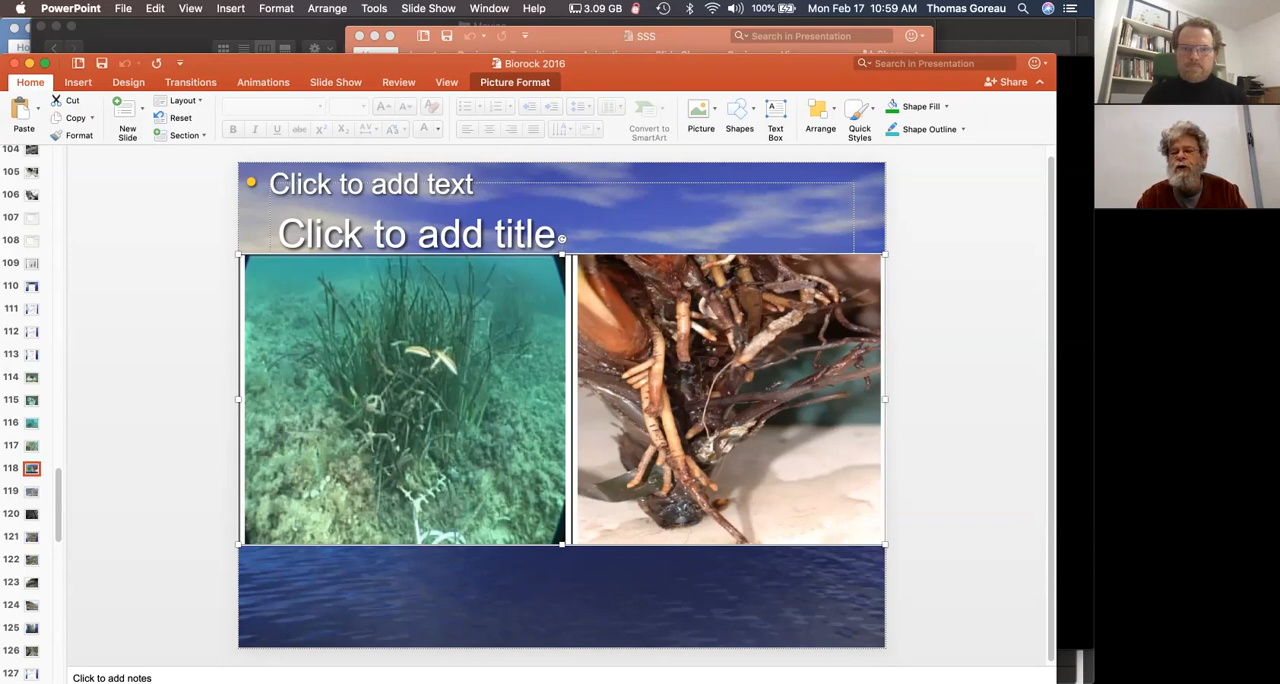 PowerPoint File Edit View Insert Format Arrange Tools Slide Show Window Help 3.09 GB 100% Mon Feb 17 10:59 AM Thomas Goreau
SSS Search in Presentation
Biorock 2016 Search in Presentation
Home Insert Design Transitions Animations Slide Show Review View Picture Format Share
Paste Cut Copy Format New Slide Layout Reset Section Convert to SmartArt Picture Shapes Text Box Arrange Quick Styles Shape Fill Shape Outline
B I U abc X² X₂ AV A
104
105
106
107
108
109
110
111
112
113
114
115
116
117
118
119
120
121
122
123
124
125
126
127
Click to add text
Click to add title
Click to add notes